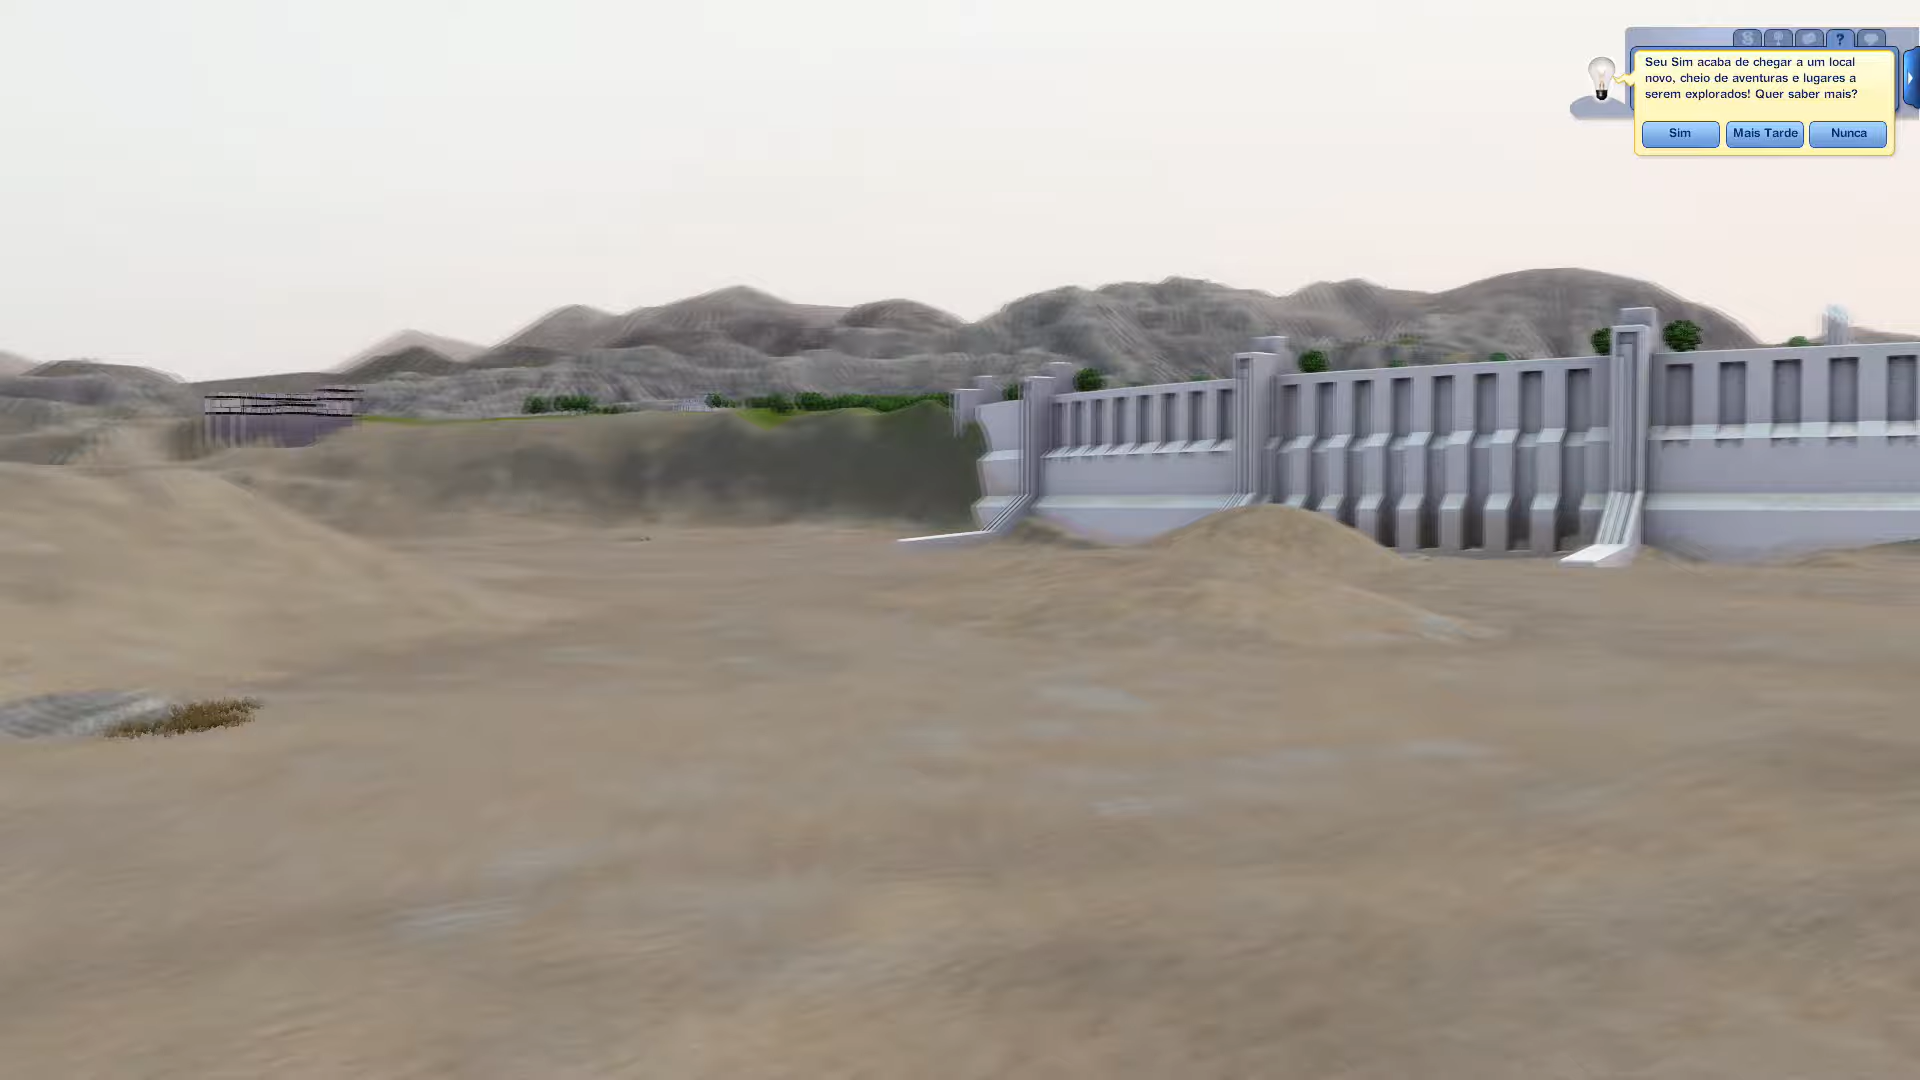 ?
Seu Sim acaba de chegar a um local
novo, cheio de aventuras e lugares a
serem explorados! Quer saber mais?
Sim
Mais Tarde
Nunca